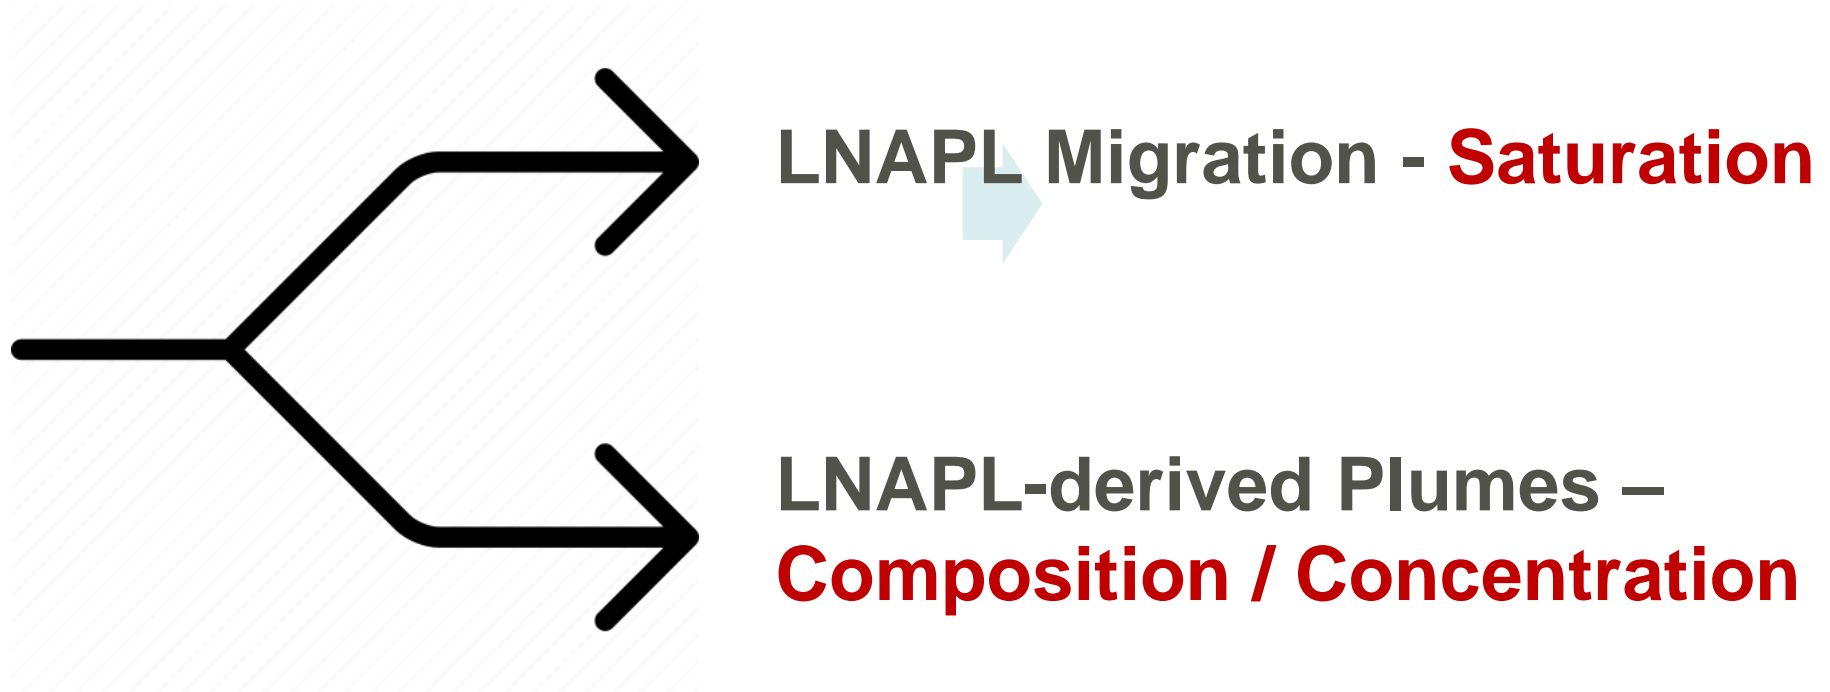 LNAPL Migration - Saturation
LNAPL-derived Plumes –
Composition / Concentration